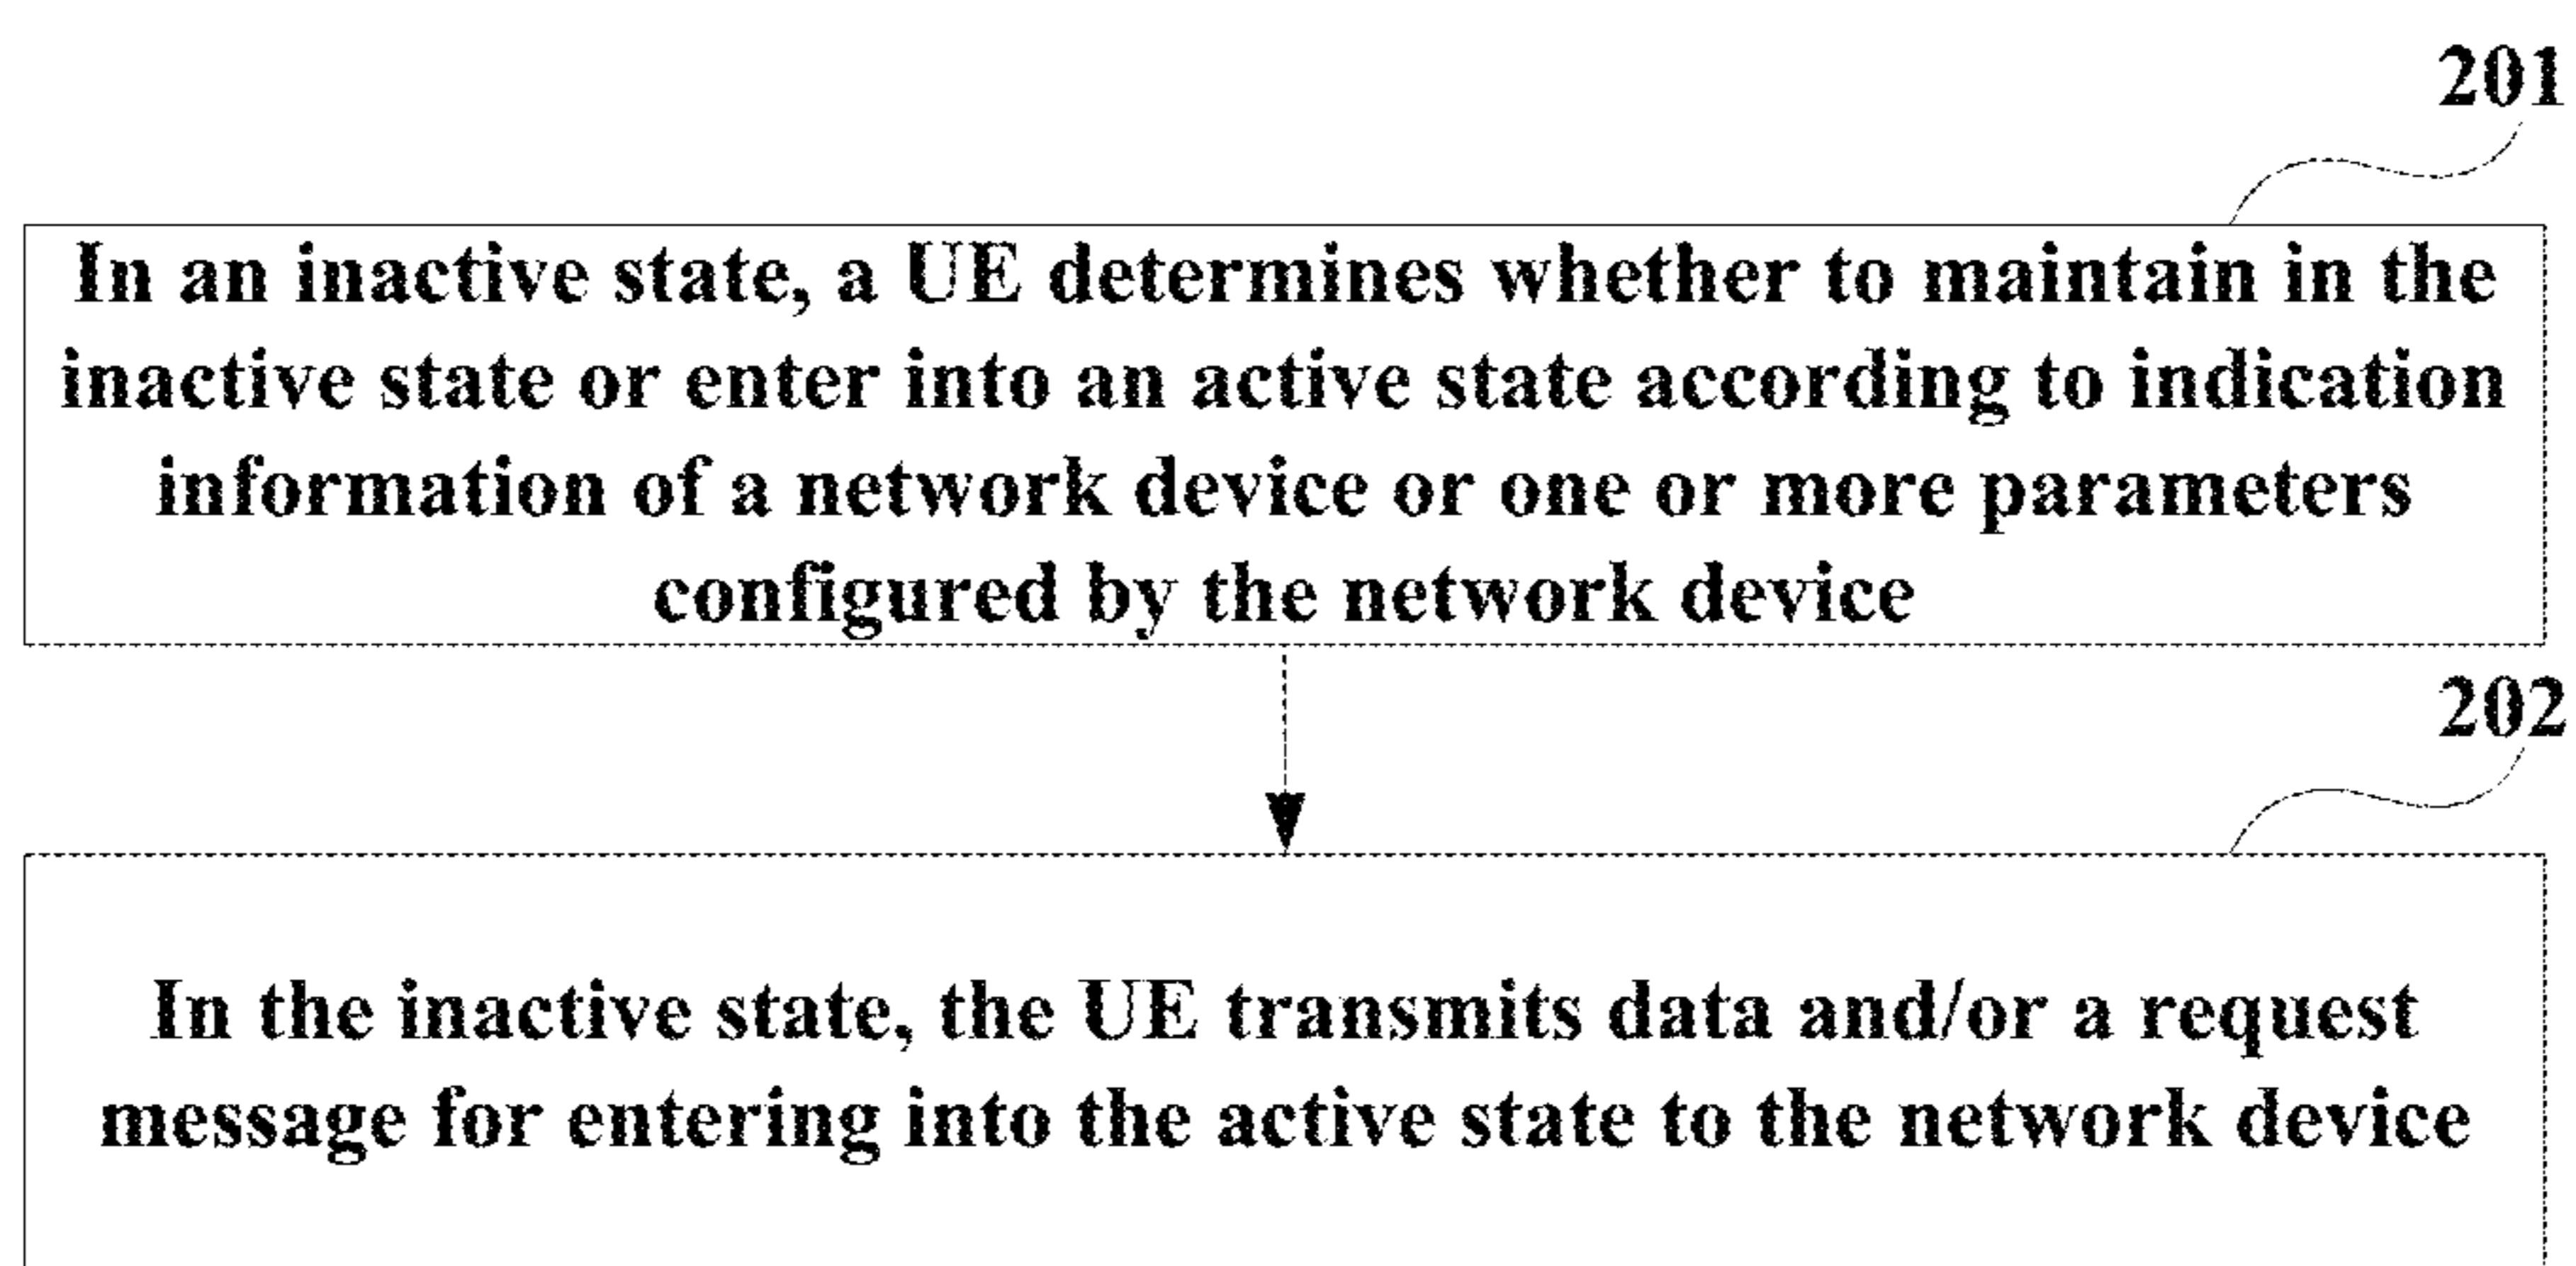 201
In an inactive state, a UE determines whether to maintain in the
inactive state or enter into an active state according to indication
information of a network device or one or more parameters
configured by the network device
202
In the inactive state, the UE transmits data and/or a request
message for entering into the active state to the network device